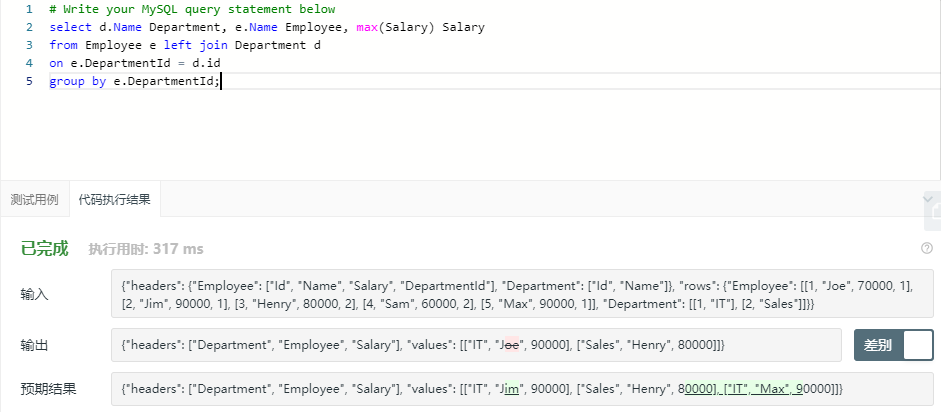 1 # Write your MySQL query statement below
2 select d.Name Department, e.Name Employee, max(Salary) Salary
3 from Employee e left join Department d
4 on e.DepartmentId = d.id
5 group by e.DepartmentId;
测试用例 代码执行结果
已完成 执行用时: 317 ms
输入
{"headers": {"Employee": ["Id", "Name", "Salary", "DepartmentId"], "Department": ["Id", "Name"]}, "rows": {"Employee": [[1, "Joe", 70000, 1],
[2, "Jim", 90000, 1], [3, "Henry", 80000, 2], [4, "Sam", 60000, 2], [5, "Max", 90000, 1]], "Department": [[1, "IT"], [2, "Sales"]]}}
输出 {"headers": ["Department", "Employee", "Salary"], "values": [["IT", "Joe", 90000], ["Sales", "Henry", 80000]]} 差别
预期结果 {"headers": ["Department", "Employee", "Salary"], "values": [["IT", "Jim", 90000], ["Sales", "Henry", 80000], ["IT", "Max", 90000]]}